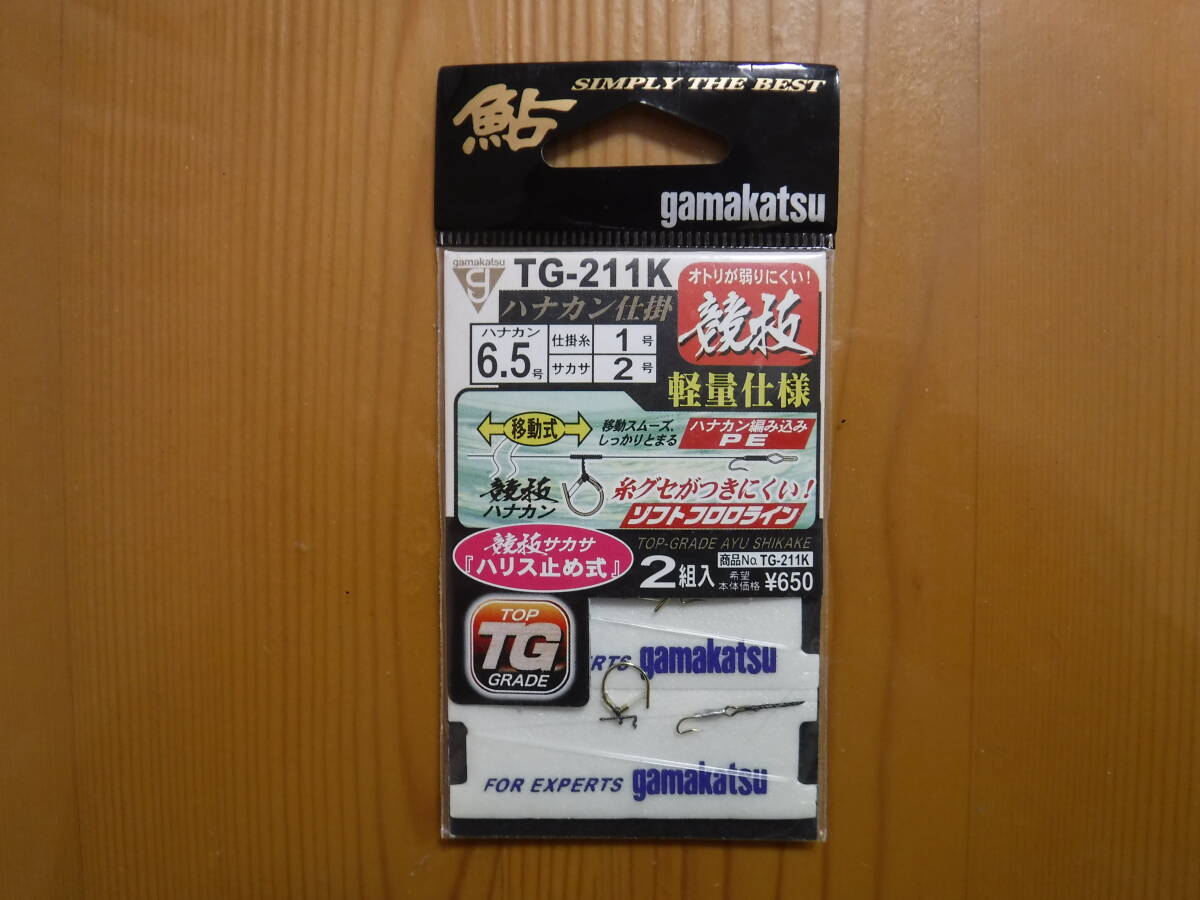 SIMPLY THE BEST
鮎
gamakatsu
gamakatsu
g
TG-211K
ハナカン仕掛
オトリが弱りにくい!
競技
軽量仕様
ハナカン
6.5号
仕掛糸 1号
サカサ 2号
移動式
移動スムーズ、
しっかりとまる
ハナカン編み込み
PE
競技
ハナカン
糸グセがつきにくい!
ソフトフロロライン
競技サカサ
『ハリス止め式』
TOP-GRADE AYU SHIKAKE
2組入
商品No. TG-211K
希望
本体価格 ¥650
TOP
TG
GRADE
ERTS gamakatsu
FOR EXPERTS gamakatsu